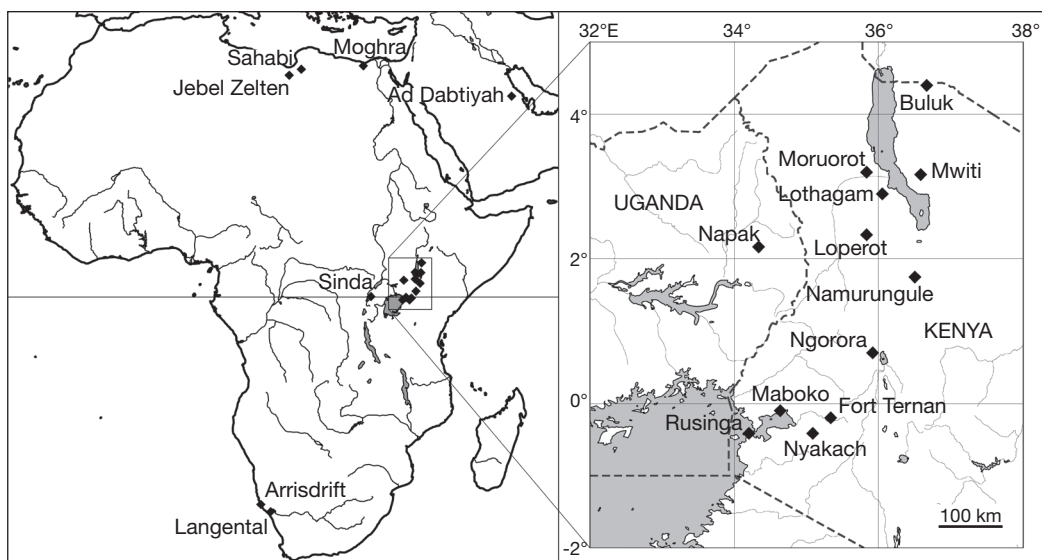 32°E
34°
36°
38°
Moghra
Sahabi
Jebel Zelten
Ad Dabtiyah
Sinda
Arrisdrift
Langental
Buluk
4°
Moruorot
Mwiti
Lothagam
UGANDA
Napak
Loperot
2°
Namurungule
Ngorora
KENYA
Maboko
0°
Fort Ternan
Rusinga
Nyakach
100 km
-2°